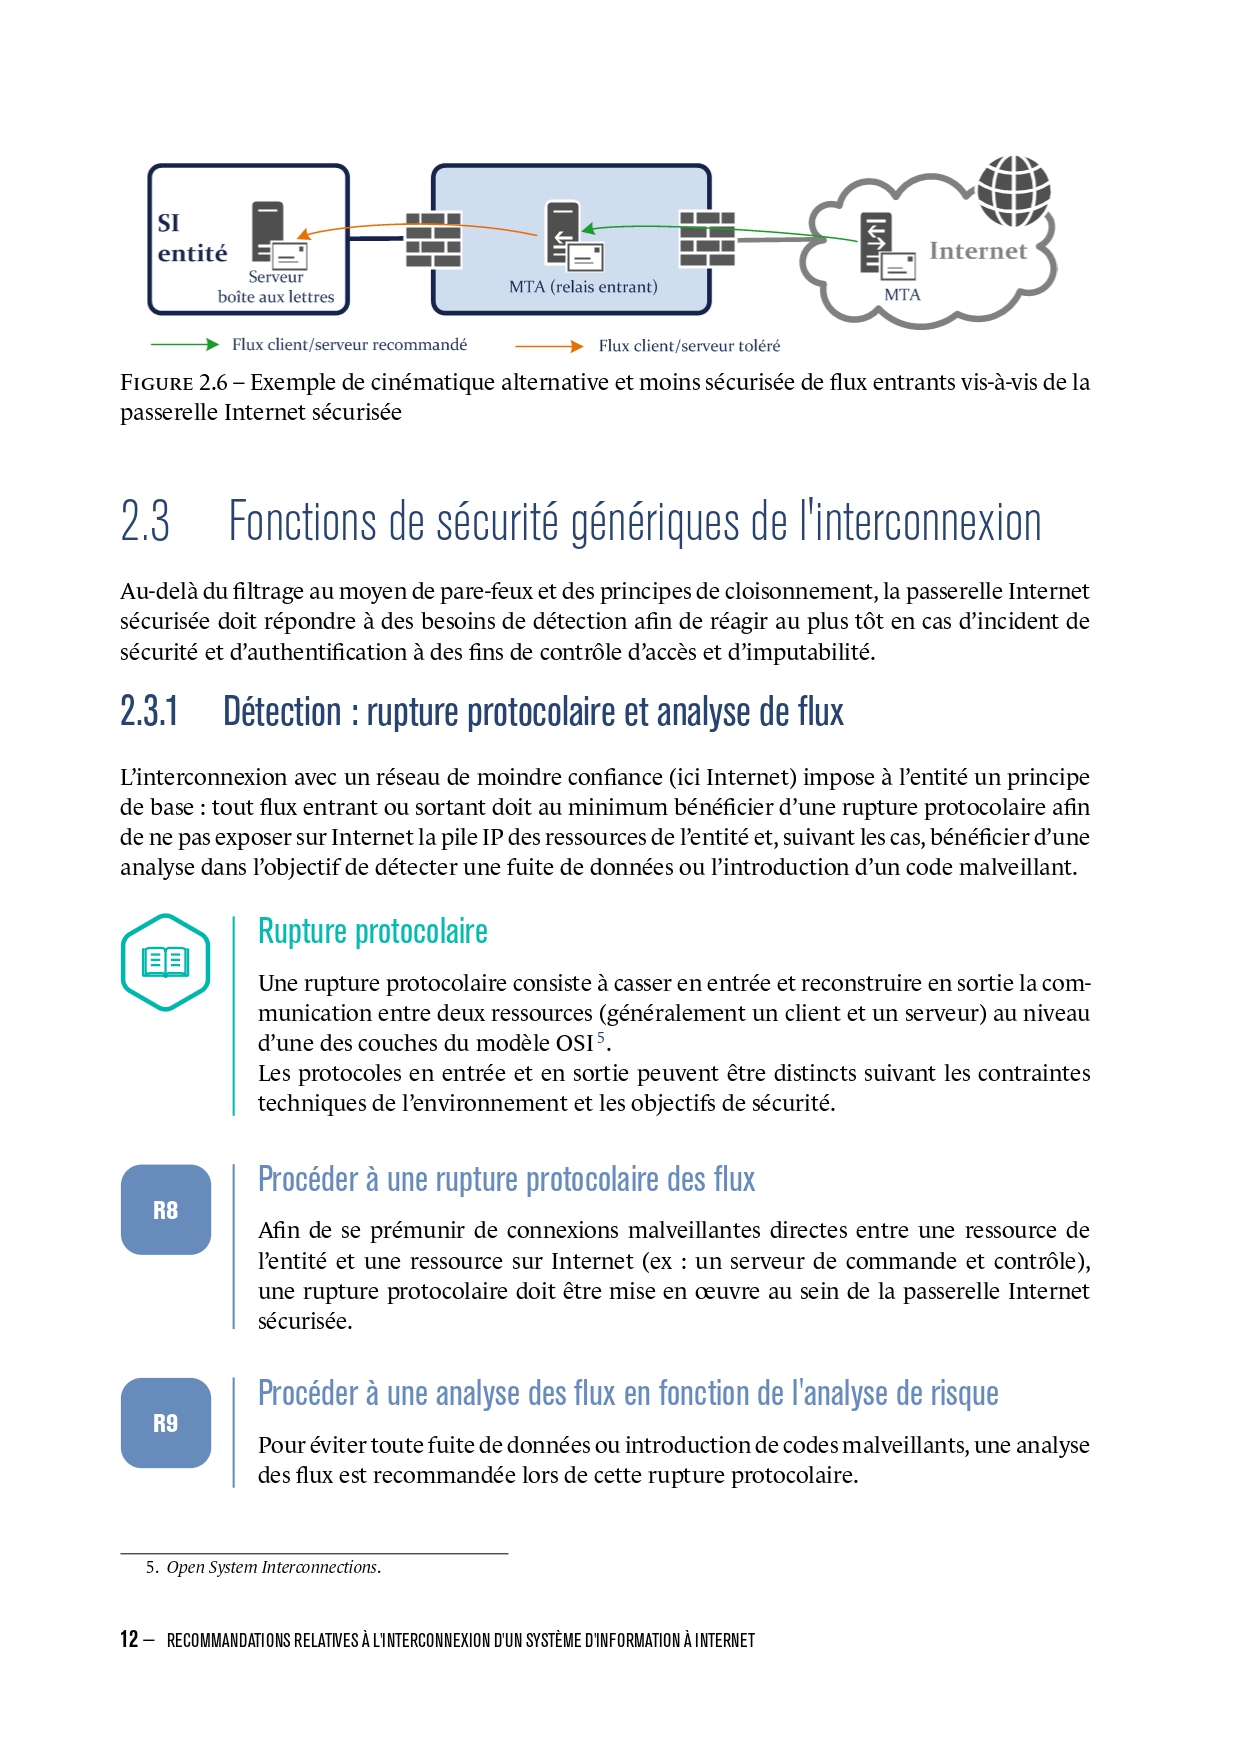 SI
entité
Serveur
boîte aux lettres
MTA (relais entrant)
Internet
MTA
Flux client/serveur recommandé
Flux client/serveur toléré
FIGURE 2.6 – Exemple de cinématique alternative et moins sécurisée de flux entrants vis-à-vis de la
passerelle Internet sécurisée
2.3 Fonctions de sécurité génériques de l'interconnexion
Au-delà du filtrage au moyen de pare-feux et des principes de cloisonnement, la passerelle Internet
sécurisée doit répondre à des besoins de détection afin de réagir au plus tôt en cas d’incident de
sécurité et d’authentification à des fins de contrôle d’accès et d’imputabilité.
2.3.1 Détection : rupture protocolaire et analyse de flux
L’interconnexion avec un réseau de moindre confiance (ici Internet) impose à l’entité un principe
de base : tout flux entrant ou sortant doit au minimum bénéficier d’une rupture protocolaire afin
de ne pas exposer sur Internet la pile IP des ressources de l’entité et, suivant les cas, bénéficier d’une
analyse dans l’objectif de détecter une fuite de données ou l’introduction d’un code malveillant.
Rupture protocolaire
Une rupture protocolaire consiste à casser en entrée et reconstruire en sortie la com-
munication entre deux ressources (généralement un client et un serveur) au niveau
d’une des couches du modèle OSI 5.
Les protocoles en entrée et en sortie peuvent être distincts suivant les contraintes
techniques de l’environnement et les objectifs de sécurité.
R8
Procéder à une rupture protocolaire des flux
Afin de se prémunir de connexions malveillantes directes entre une ressource de
l’entité et une ressource sur Internet (ex : un serveur de commande et contrôle),
une rupture protocolaire doit être mise en œuvre au sein de la passerelle Internet
sécurisée.
R9
Procéder à une analyse des flux en fonction de l'analyse de risque
Pour éviter toute fuite de données ou introduction de codes malveillants, une analyse
des flux est recommandée lors de cette rupture protocolaire.
5. Open System Interconnections.
12 – RECOMMANDATIONS RELATIVES À L'INTERCONNEXION D'UN SYSTÈME D'INFORMATION À INTERNET